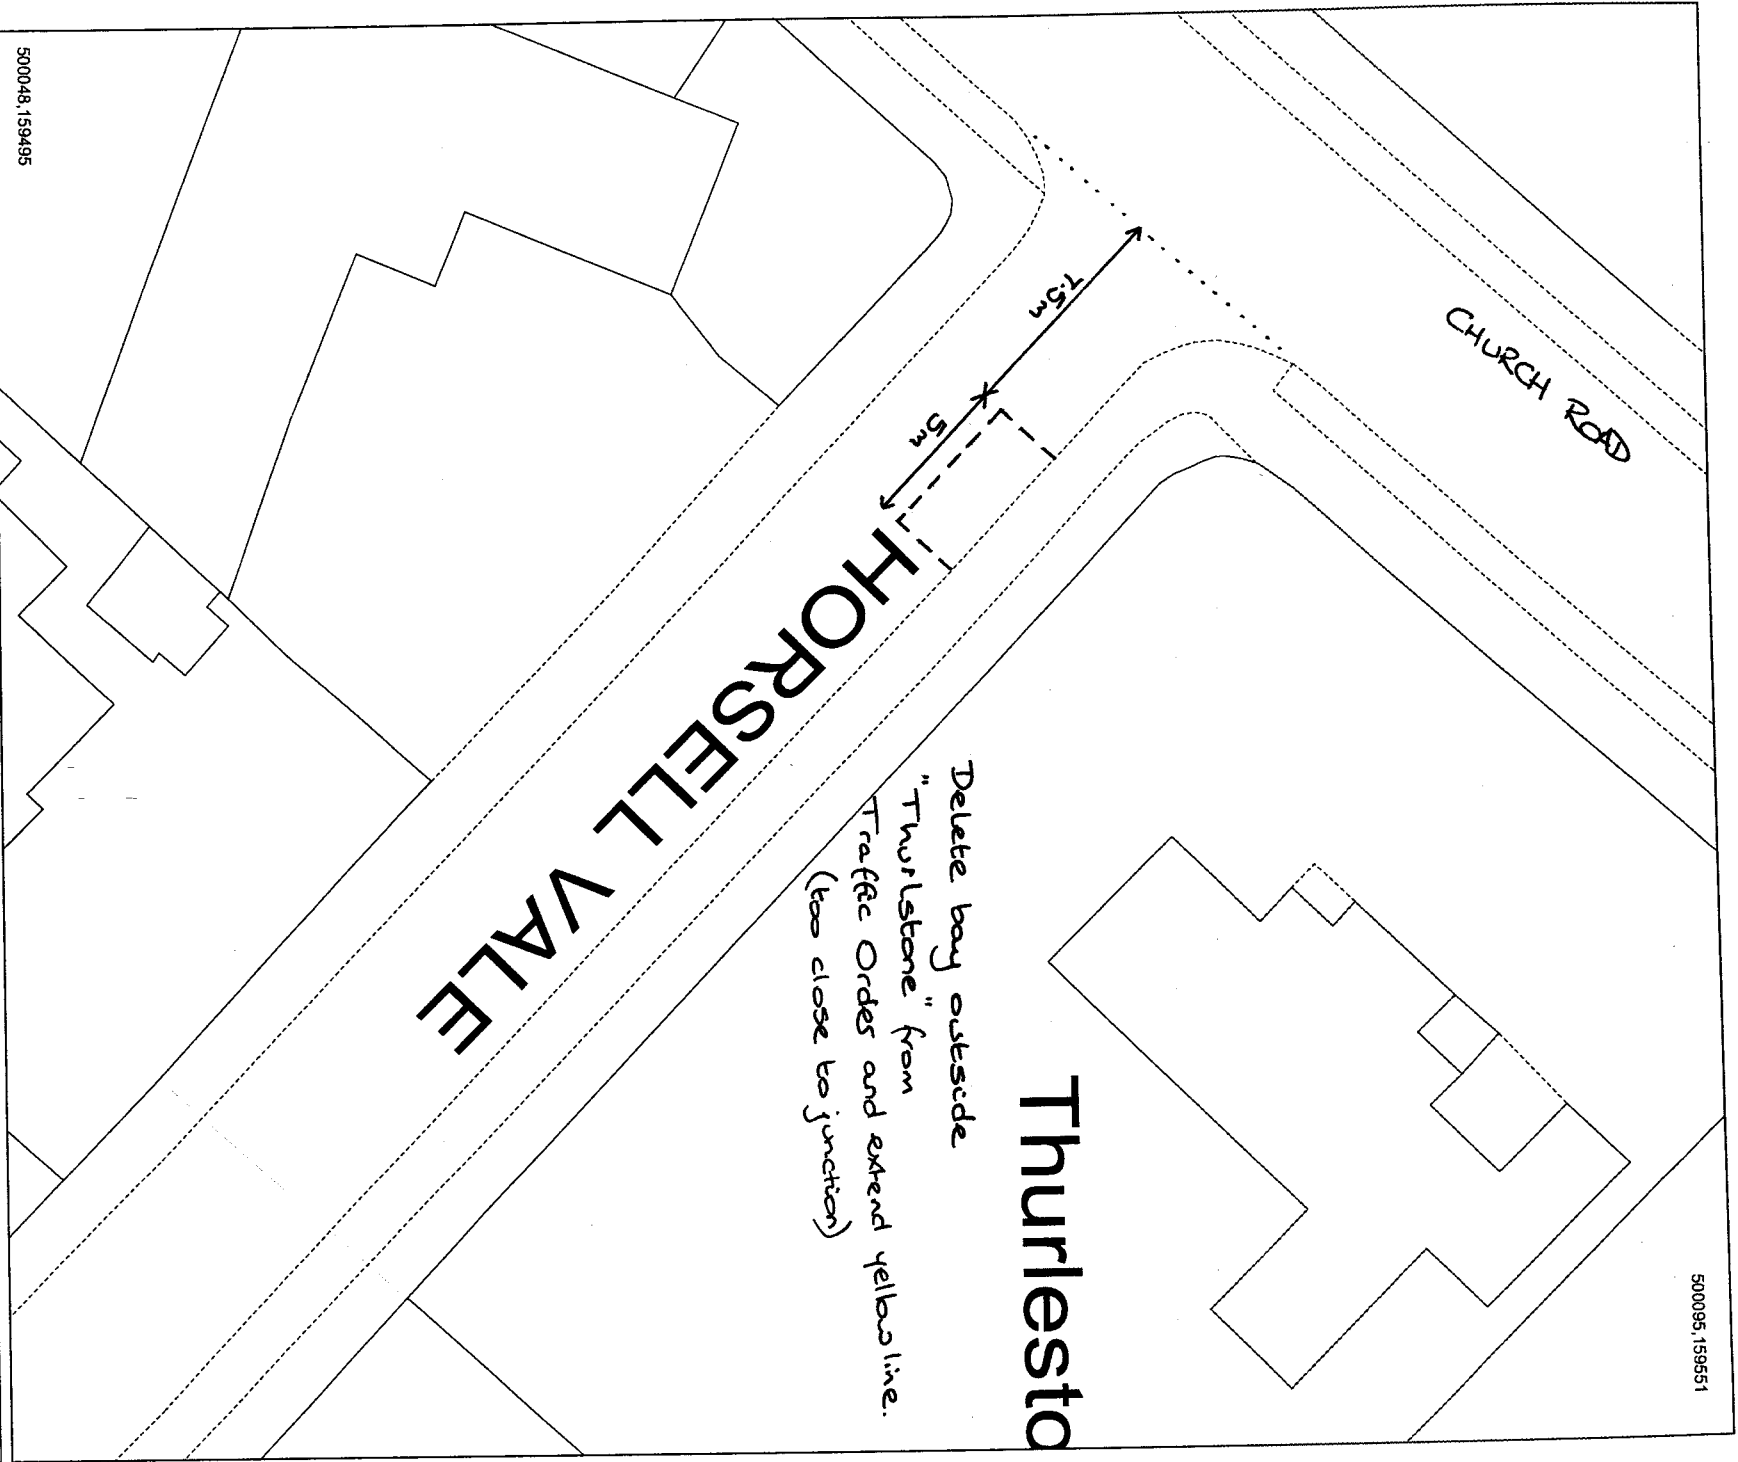 500048,159495
CHURCH ROAD
7.5m
5m
HORSELL VALE
Delete bay outside
"Thurlstone" from
Traffic Order and extend yellow line.
(too close to junction)
Thurlesto
500095,159551